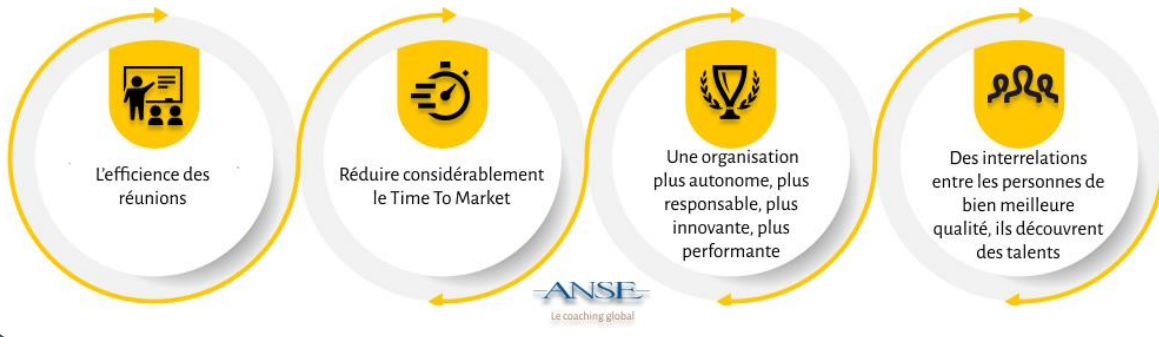 L'efficience des
réunions
Réduire considérablement
le Time To Market
Une organisation
plus autonome, plus
responsable, plus
innovante, plus
performante
Des interrelations
entre les personnes de
bien meilleure
qualité, ils découvrent
des talents
ANSE
Le coaching global